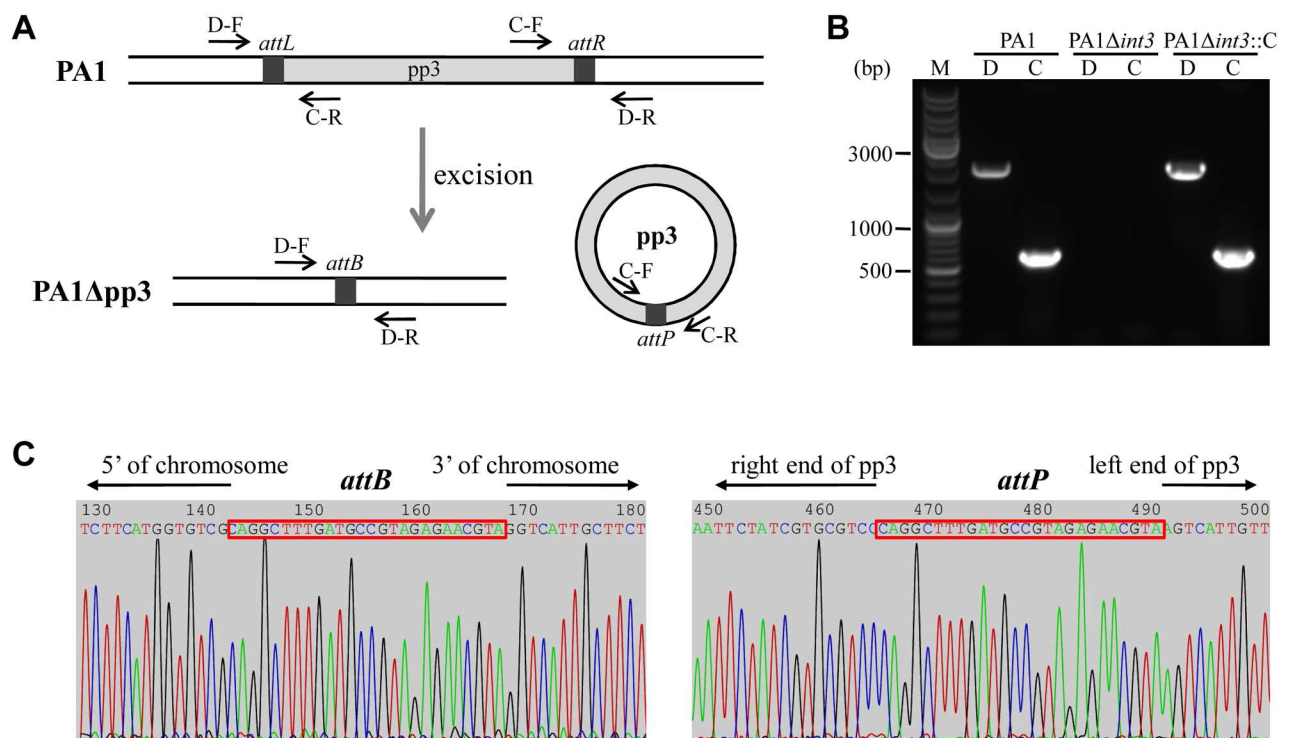 A
D-F
attL
C-F
attR
PA1
pp3
C-R
D-R
excision
D-F
attB
PA1Δpp3
D-R
pp3
C-F
attP
C-R
B
PA1 PA1Δint3 PA1Δint3::C
(bp) M D C D C D C
3000
1000
500
C
5' of chromosome attB 3' of chromosome
130 140 150 160 170 180
TCTTCATGGTGTCGCAGGCTTTGATGCCGTAGAGAACGTAGGTCATTGCTTCT
right end of pp3 attP left end of pp3
450 460 470 480 490 500
AATTCTATCGTGCGTCCCAGGCTTTGATGCCGTAGAGAACGTAAGTCATTGTT